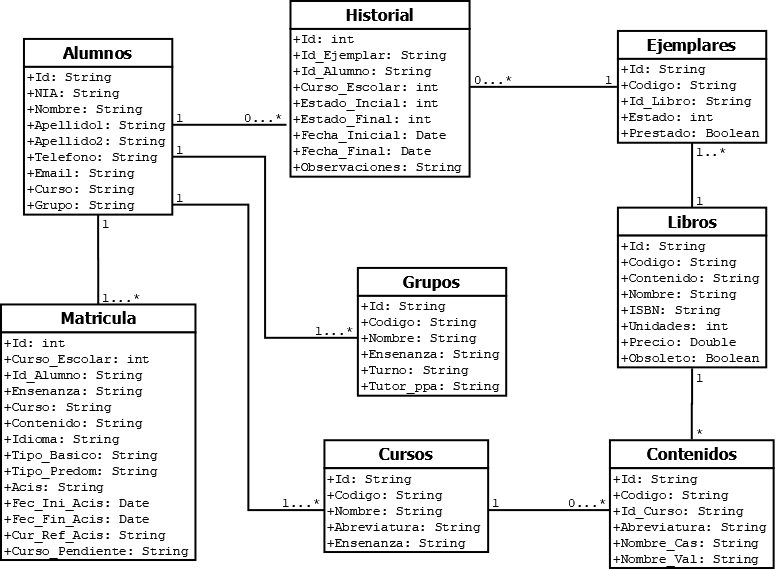 Historial
+Id: int
+Id_Ejemplar: String
+Id_Alumno: String
+Curso_Escolar: int
+Estado_Incial: int
+Estado_Final: int
+Fecha_Inicial: Date
+Fecha_Final: Date
+Observaciones: String
Alumnos
+Id: String
+NIA: String
+Nombre: String
+Apellido1: String
+Apellido2: String
+Telefono: String
+Email: String
+Curso: String
+Grupo: String
Ejemplares
+Id: String
+Codigo: String
+Id_Libro: String
+Estado: int
+Prestado: Boolean
0...*
1
1
0...*
1
1
1
1..*
1
Libros
+Id: String
+Codigo: String
+Contenido: String
+Nombre: String
+ISBN: String
+Unidades: int
+Precio: Double
+Obsoleto: Boolean
Grupos
+Id: String
+Codigo: String
+Nombre: String
+Ensenanza: String
+Turno: String
+Tutor_ppa: String
1...*
1...*
Matricula
+Id: int
+Curso_Escolar: int
+Id_Alumno: String
+Ensenanza: String
+Curso: String
+Contenido: String
+Idioma: String
+Tipo_Basico: String
+Tipo_Predom: String
+Acis: String
+Fec_Ini_Acis: Date
+Fec_Fin_Acis: Date
+Cur_Ref_Acis: String
+Curso_Pendiente: String
1
*
Cursos
+Id: String
+Codigo: String
+Nombre: String
+Abreviatura: String
+Ensenanza: String
1...*
1
0...*
Contenidos
+Id: String
+Codigo: String
+Id_Curso: String
+Abreviatura: String
+Nombre_Cas: String
+Nombre_Val: String